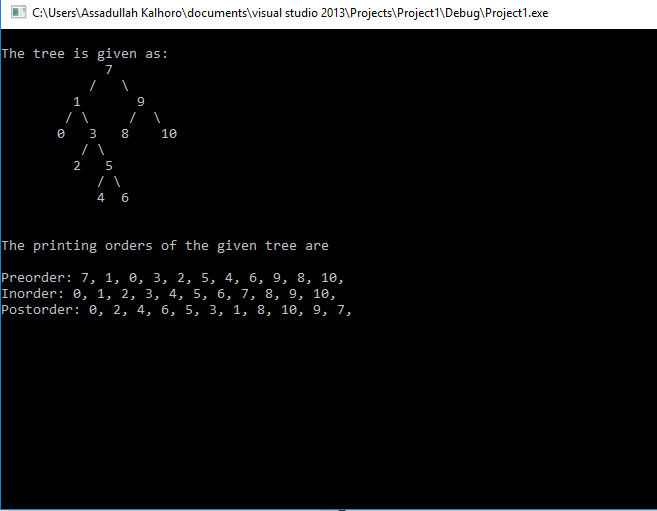 C:\Users\Assadullah Kalhoro\documents\visual studio 2013\Projects\Project1\Debug\Project1.exe
The tree is given as:
7
/ \
1 9
/ \ / \
0 3 8 10
/ \
2 5
/ \
4 6
The printing orders of the given tree are
Preorder: 7, 1, 0, 3, 2, 5, 4, 6, 9, 8, 10,
Inorder: 0, 1, 2, 3, 4, 5, 6, 7, 8, 9, 10,
Postorder: 0, 2, 4, 6, 5, 3, 1, 8, 10, 9, 7,